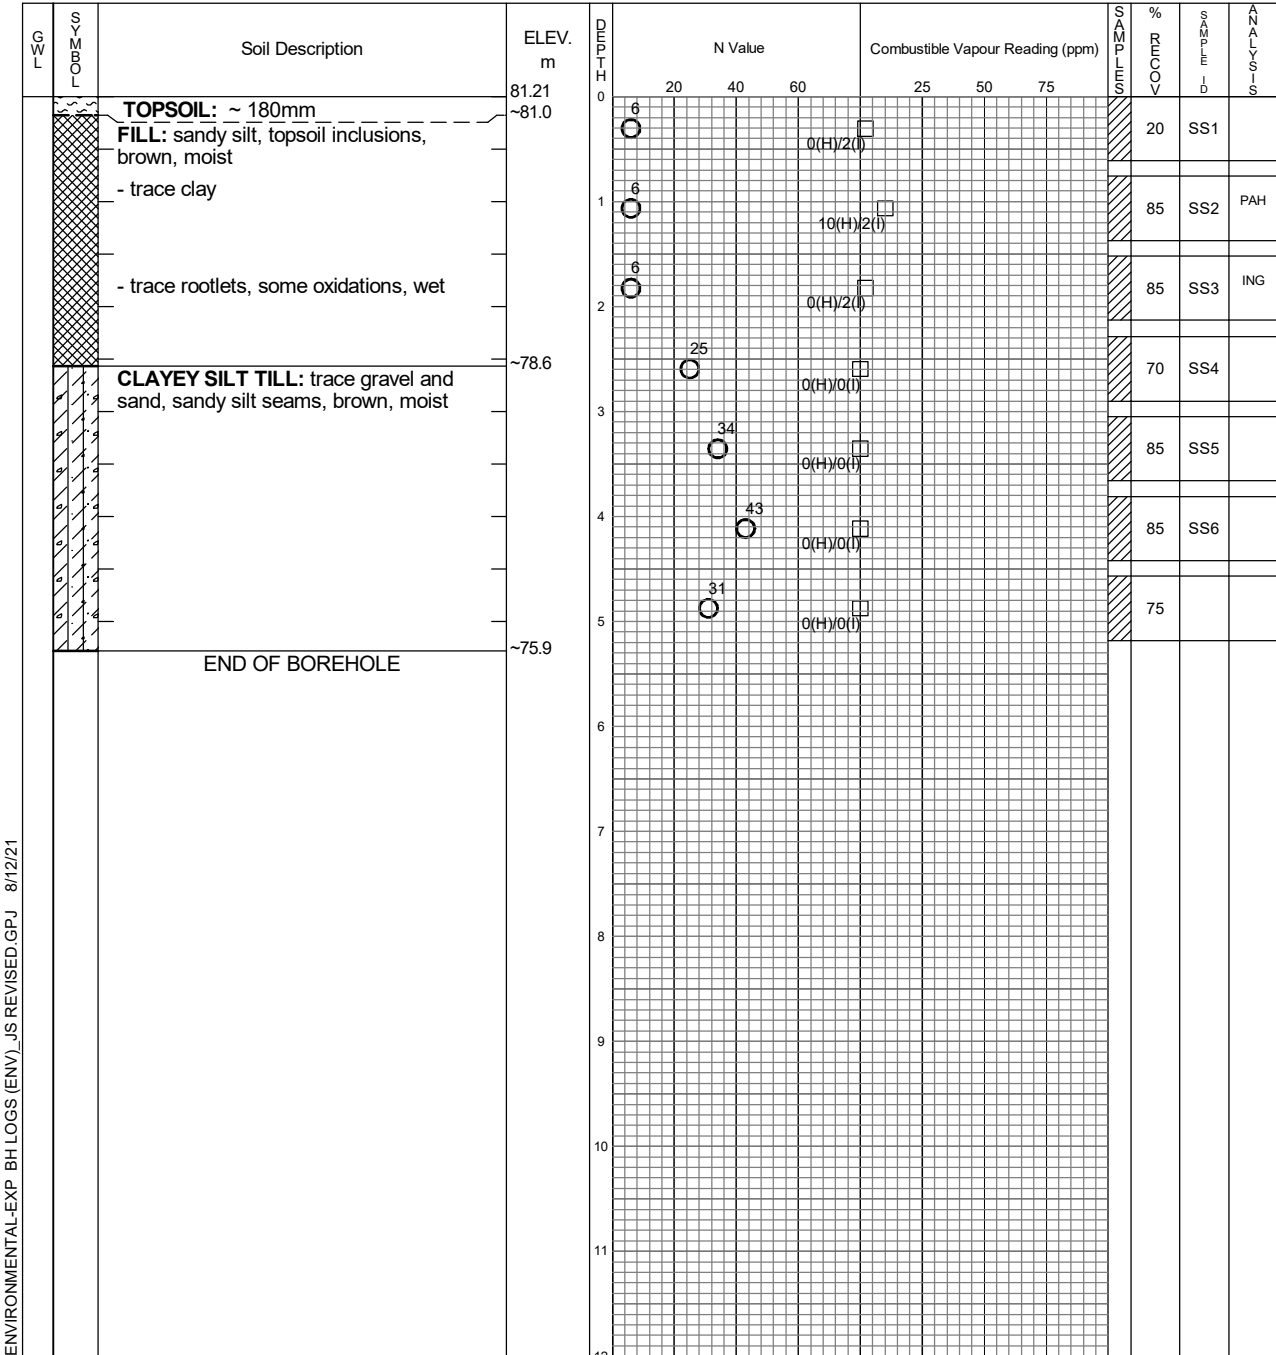 GWL
SYMBOL
Soil Description
ELEV.
m
DEPTH
N Value
Combustible Vapour Reading (ppm)
SAMPLES
% RECOV
SAMPLE ID
ANALYSIS
20 40 60 25 50 75
81.21
0
TOPSOIL: ~ 180mm
~81.0
FILL: sandy silt, topsoil inclusions,
brown, moist
6
0(H)/2(I)
20 SS1
- trace clay
1
6
10(H)/2(I)
85 SS2 PAH
- trace rootlets, some oxidations, wet
6
0(H)/2(I)
85 SS3 ING
2
~78.6
25
0(H)/0(I)
70 SS4
CLAYEY SILT TILL: trace gravel and
sand, sandy silt seams, brown, moist
3
34
0(H)/0(I)
85 SS5
4
43
0(H)/0(I)
85 SS6
31
0(H)/0(I)
75
5
~75.9
END OF BOREHOLE
6
7
8
9
10
11
ENVIRONMENTAL-EXP BH LOGS (ENV)_JS REVISED.GPJ 8/12/21